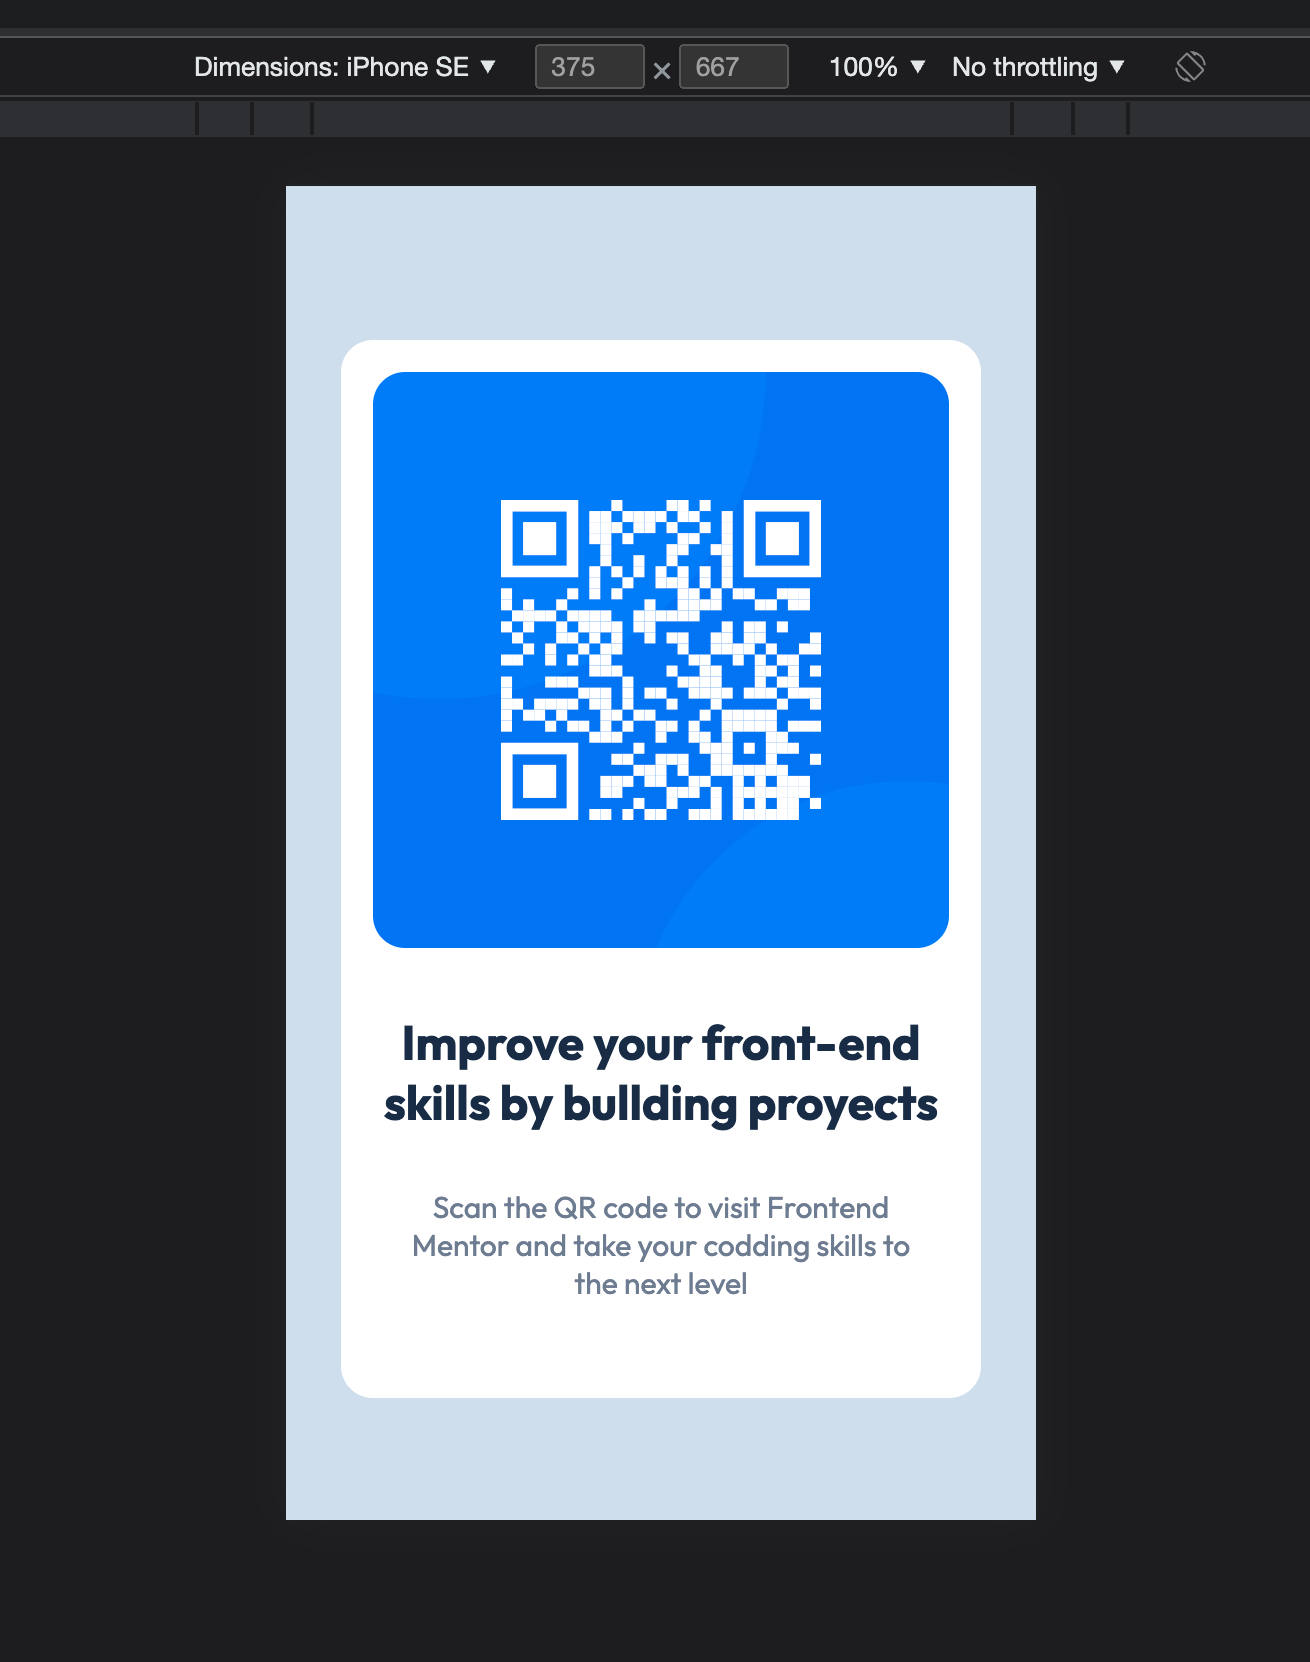 Dimensions: iPhone SE ▼ 375 × 667 100% ▼ No throttling ▼
Improve your front-end
skills by bullding proyects
Scan the QR code to visit Frontend
Mentor and take your codding skills to
the next level